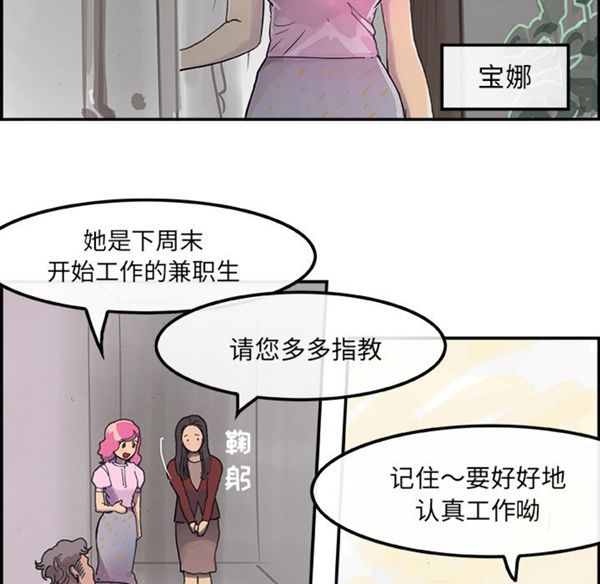 宝娜
她是下周末
开始工作的兼职生
请您多多指教
鞠躬
记住～要好好地
认真工作呦